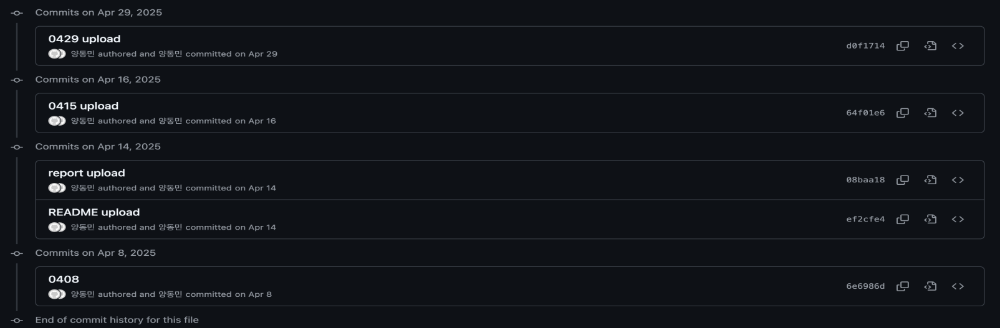 Commits on Apr 29, 2025
0429 upload
d0f1714
양동민 authored and 양동민 committed on Apr 29
Commits on Apr 16, 2025
0415 upload
64f01e6
양동민 authored and 양동민 committed on Apr 16
Commits on Apr 14, 2025
report upload
08baa18
양동민 authored and 양동민 committed on Apr 14
README upload
ef2cfe4
양동민 authored and 양동민 committed on Apr 14
Commits on Apr 8, 2025
0408
6e6986d
양동민 authored and 양동민 committed on Apr 8
End of commit history for this file